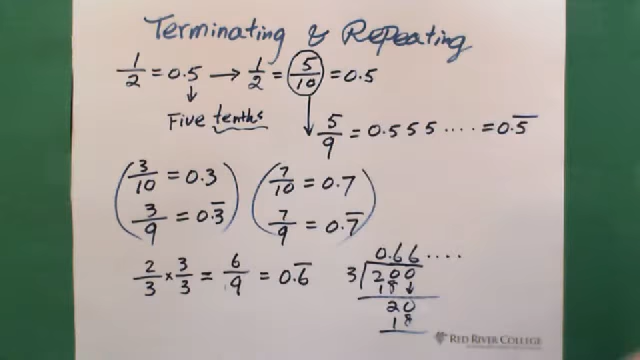 Terminating & Repeating
1/2 = 0.5 → 1/2 = 5/10 = 0.5
↓
Five tenths
5/9 = 0.555.... = 0.5̅
(3/10 = 0.3
3/9 = 0.3̅)
(7/10 = 0.7
7/9 = 0.7̅)
2/3 × 3/3 = 6/9 = 0.6̅
0.66....
3 200
18 ↓
20
18
RED RIVER COLLEGE